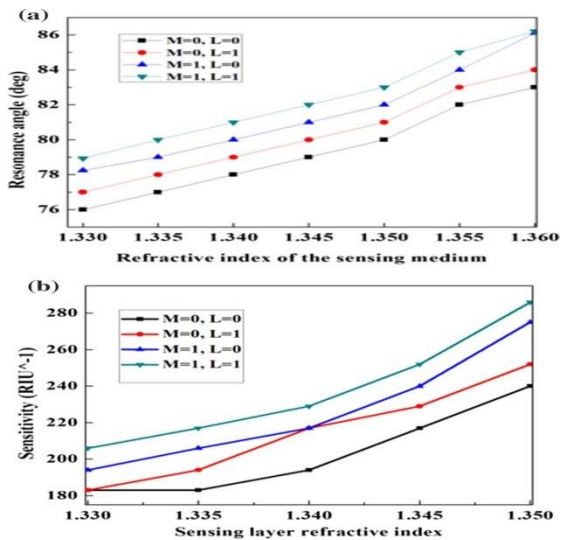 (a)
M=0, L=0
M=0, L=1
M=1, L=0
M=1, L=1
86
84
82
80
78
76
Resonance angle (deg)
1.330 1.335 1.340 1.345 1.350 1.355 1.360
Refractive index of the sensing medium
(b)
M=0, L=0
M=0, L=1
M=1, L=0
M=1, L=1
280
260
240
220
200
180
Sensitivity (RIU^-1)
1.330 1.335 1.340 1.345 1.350
Sensing layer refractive index